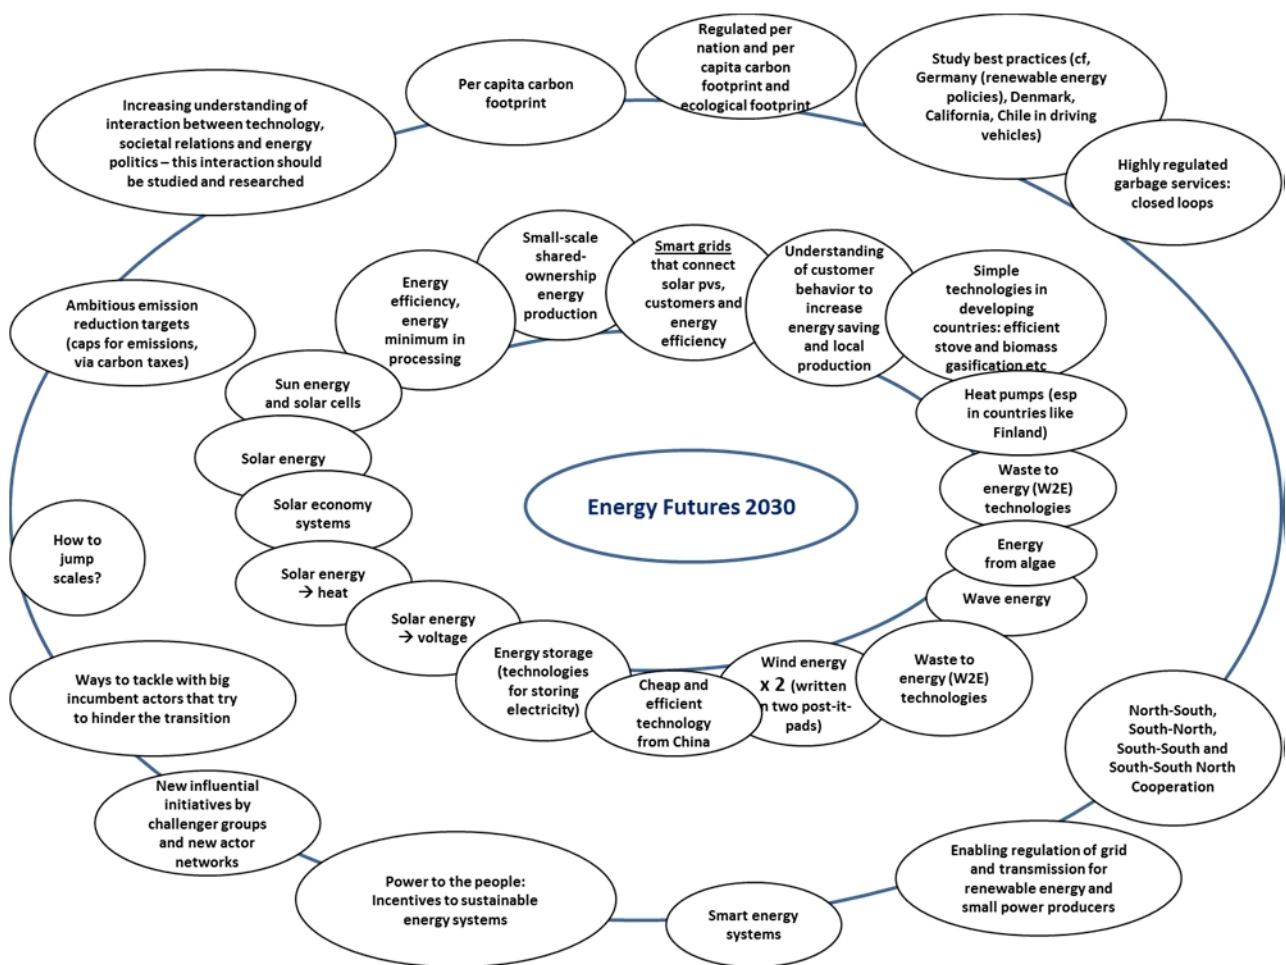 Per capita carbon
footprint
Regulated per
nation and per
capita carbon
footprint and
ecological footprint
Study best practices (cf,
Germany (renewable energy
policies), Denmark,
California, Chile in driving
vehicles)
Increasing understanding of
interaction between technology,
societal relations and energy
politics – this interaction should
be studied and researched
Highly regulated
garbage services:
closed loops
Small-scale
shared-
ownership
energy
production
Smart grids
that connect
solar pvs,
customers and
energy
efficiency
Understanding
of customer
behavior to
increase
energy saving
and local
production
Simple
technologies in
developing
countries: efficient
stove and biomass
gasification etc
Energy
efficiency,
energy
minimum in
processing
Ambitious emission
reduction targets
(caps for emissions,
via carbon taxes)
Sun energy
and solar cells
Heat pumps (esp
in countries like
Finland)
Solar energy
Waste to
energy (W2E)
technologies
Solar economy
systems
Energy Futures 2030
How to
jump
scales?
Energy
from algae
Solar energy
→ heat
Wave energy
Solar energy
→ voltage
Energy storage
(technologies
for storing
electricity)
Cheap and
efficient
technology
from China
Wind energy
x 2 (written
n two post-it-
pads)
Waste to
energy (W2E)
technologies
Ways to tackle with big
incumbent actors that try
to hinder the transition
North-South,
South-North,
South-South and
South-South North
Cooperation
New influential
initiatives by
challenger groups
and new actor
networks
Power to the people:
Incentives to sustainable
energy systems
Smart energy
systems
Enabling regulation of grid
and transmission for
renewable energy and
small power producers